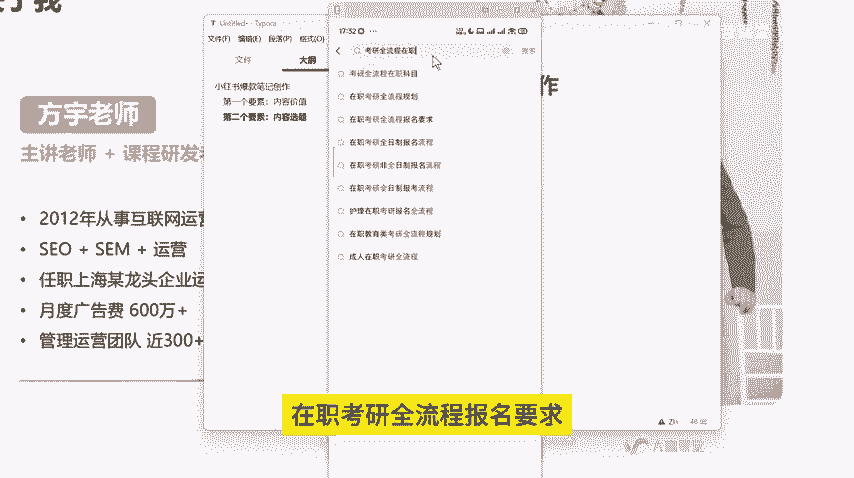 方宇老师
主讲老师 + 课程研发
• 2012年从事互联网运营
• SEO + SEM + 运营
• 任职上海某龙头企业运
• 月度广告费 600万+
• 管理运营团队 近300+
Untitled - Typora
文件(F) 编辑(E) 段落(P) 格式(O)
文件 大纲
小红书爆款笔记创作
第一个要素：内容价值
第二个要素：内容选题
17:32
考研全流程在职 搜索
考研全流程在职科目
在职考研全流程规划
在职考研全流程报名要求
在职考研全日制报名流程
在职考研非全日制报名流程
在职考研全日制报考流程
护理在职考研报名全流程
在职教育类考研全流程规划
成人在职考研全流程
作
在职考研全流程报名要求